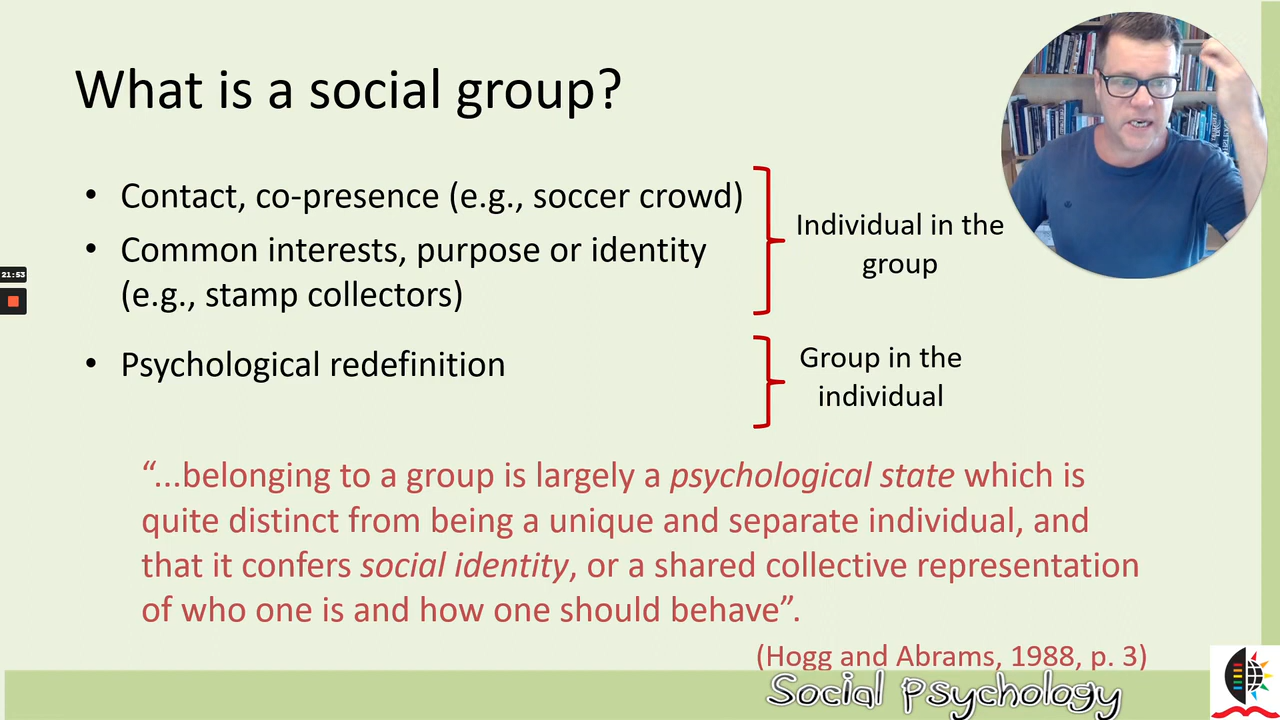 What is a social group?
• Contact, co-presence (e.g., soccer crowd)
• Common interests, purpose or identity
(e.g., stamp collectors)
Individual in the
group
• Psychological redefinition
Group in the
individual
21:53
“...belonging to a group is largely a psychological state which is
quite distinct from being a unique and separate individual, and
that it confers social identity, or a shared collective representation
of who one is and how one should behave”.
(Hogg and Abrams, 1988, p. 3)
Social Psychology